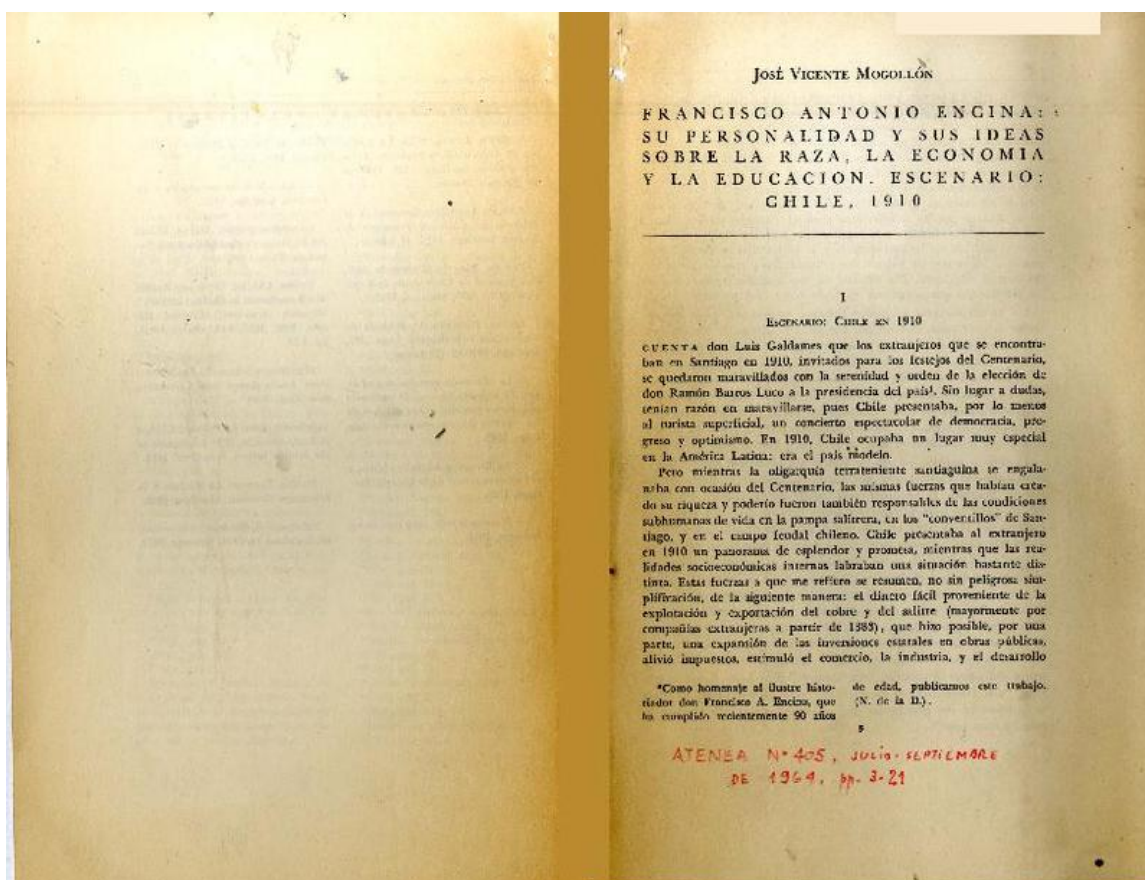 José Vicente Mogollón
FRANCISCO ANTONIO ENCINA:
SU PERSONALIDAD Y SUS IDEAS
SOBRE LA RAZA, LA ECONOMIA
Y LA EDUCACION. ESCENARIO:
CHILE, 1910
I
Escenario: Chile en 1910
CUENTA don Luis Galdames que los extranjeros que se encontra-
ban en Santiago en 1910, invitados para los festejos del Centenario,
se quedaron maravillados con la serenidad y orden de la elección de
don Ramón Barros Luco a la presidencia del país¹. Sin lugar a dudas,
tenían razón en maravillarse, pues Chile presentaba, por lo menos
al turista superficial, un concierto espectacular de democracia, pro-
greso y optimismo. En 1910, Chile ocupaba un lugar muy especial
en la América Latina: era el país modelo.
Pero mientras la oligarquía terrateniente santiaguina se engala-
naba con ocasión del Centenario, las mismas fuerzas que habían crea-
do su riqueza y poderío fueron también responsables de las condiciones
subhumanas de vida en la pampa salitrera, en los "conventillos" de San-
tiago, y en el campo feudal chileno. Chile presentaba al extranjero
en 1910 un panorama de esplendor y promesa, mientras que las rea-
lidades socioeconómicas internas labraban una situación bastante dis-
tinta. Estas fuerzas a que me refiero se resumen, no sin peligrosa sim-
plificación, de la siguiente manera: el dinero fácil proveniente de la
explotación y exportación del cobre y del salitre (mayormente por
compañías extranjeras a partir de 1883), que hizo posible, por una
parte, una expansión de las inversiones estatales en obras públicas,
alivió impuestos, estimuló el comercio, la industria, y el desarrollo
*Como homenaje al ilustre histo-
riador don Francisco A. Encina, que
ha cumplido recientemente 90 años
de edad, publicamos este trabajo.
(N. de la D.).
ATENEA Nº 405, JULIO-SEPTIEMBRE
DE 1964, pp. 3-21